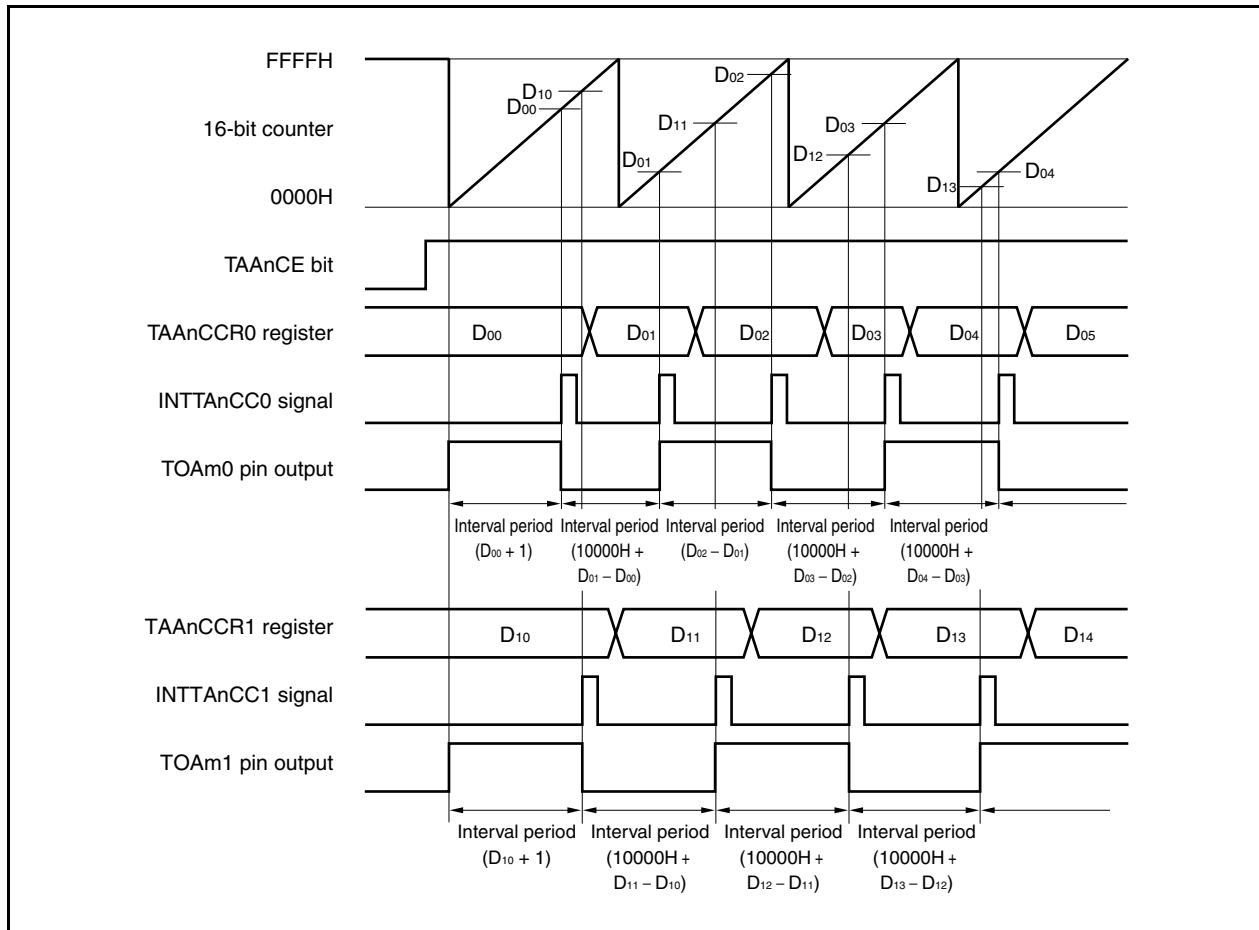 FFFFH
16-bit counter
0000H
D10
D00
D01
D11
D02
D12
D03
D13
D04
TAAnCE bit
TAAnCCR0 register
D00
D01
D02
D03
D04
D05
INTTAnCC0 signal
TOAm0 pin output
Interval period
(D00 + 1)
Interval period
(10000H +
D01 − D00)
Interval period
(D02 − D01)
Interval period
(10000H +
D03 − D02)
Interval period
(10000H +
D04 − D03)
TAAnCCR1 register
D10
D11
D12
D13
D14
INTTAnCC1 signal
TOAm1 pin output
Interval period
(D10 + 1)
Interval period
(10000H +
D11 − D10)
Interval period
(10000H +
D12 − D11)
Interval period
(10000H +
D13 − D12)